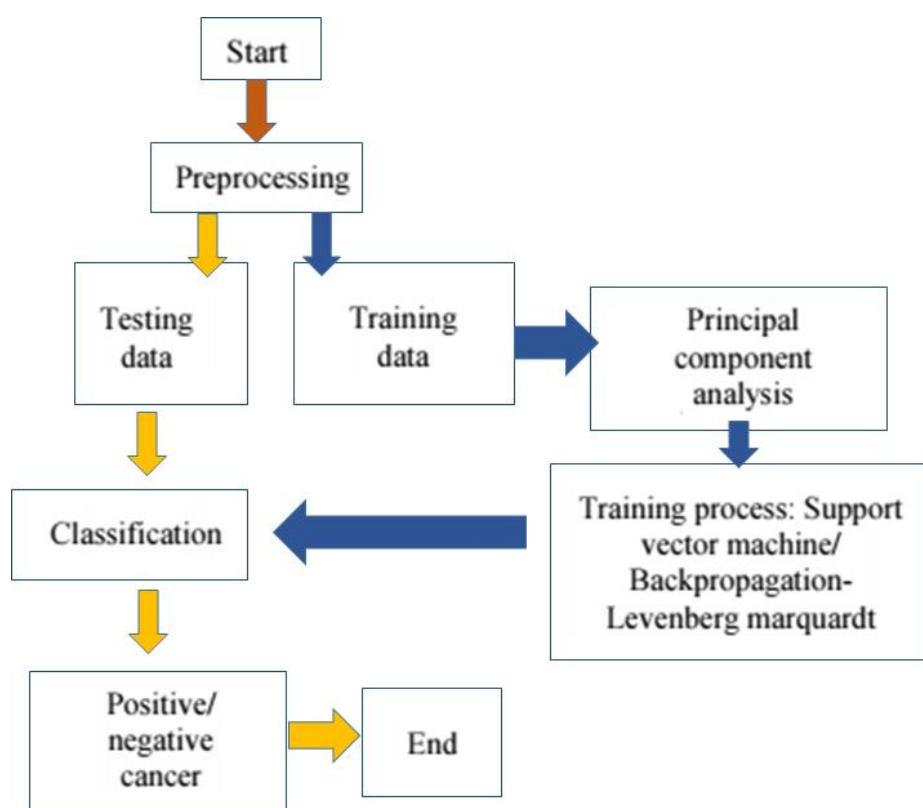 Start
Preprocessing
Testing
data
Training
data
Principal
component
analysis
Classification
Training process: Support
vector machine/
Backpropagation-
Levenberg marquardt
Positive/
negative
cancer
End